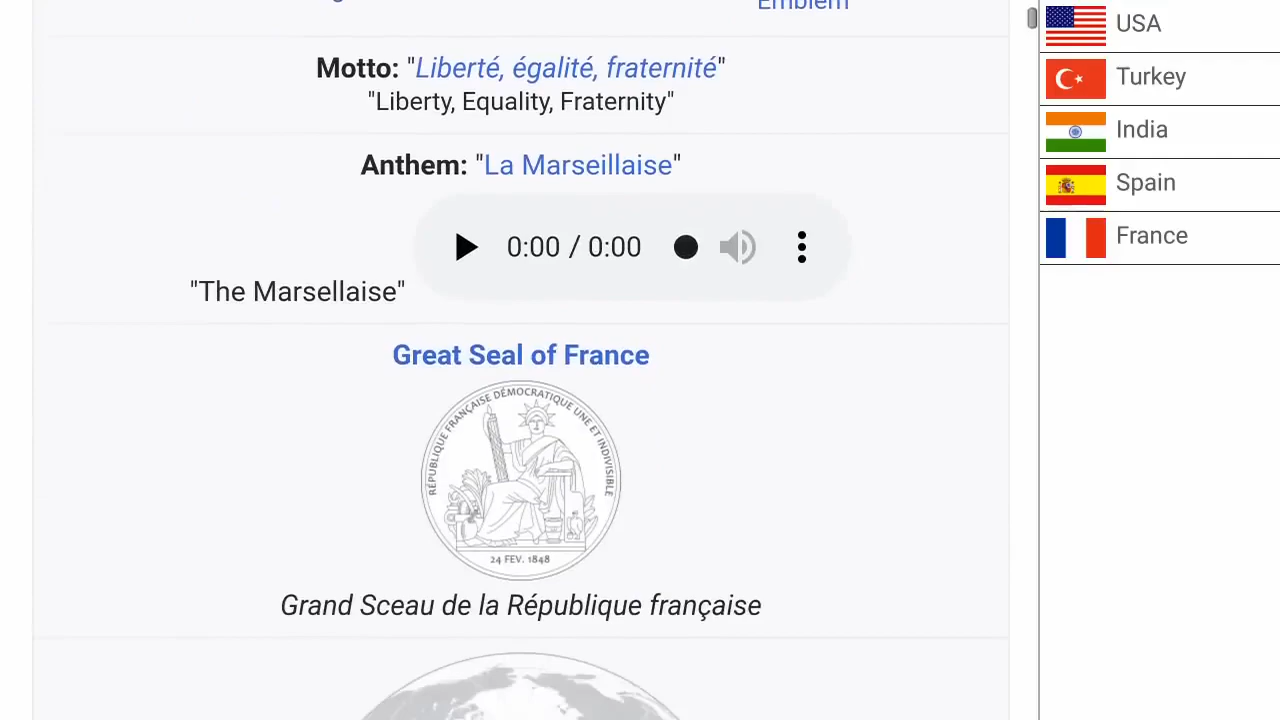 Emblem
Motto: "Liberté, égalité, fraternité"
"Liberty, Equality, Fraternity"
Anthem: "La Marseillaise"
0:00 / 0:00
"The Marsellaise"
Great Seal of France
RÉPUBLIQUE FRANÇAISE DÉMOCRATIQUE UNE ET INDIVISIBLE
24 FEV. 1848
Grand Sceau de la République française
USA
Turkey
India
Spain
France